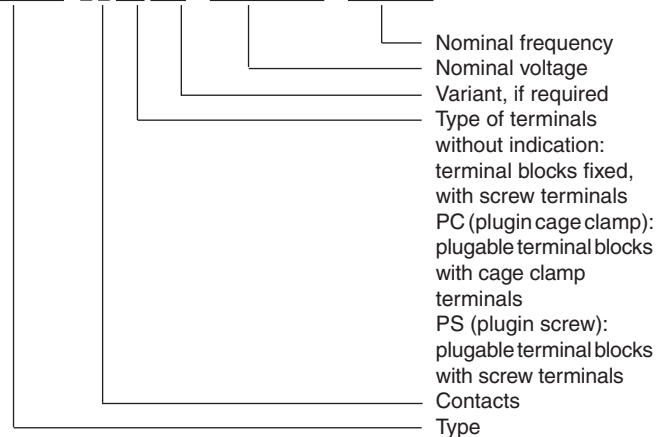 Nominal frequency
Nominal voltage
Variant, if required
Type of terminals
without indication:
terminal blocks fixed,
with screw terminals
PC (plugin cage clamp):
plugable terminal blocks
with cage clamp
terminals
PS (plugin screw):
plugable terminal blocks
with screw terminals
Contacts
Type